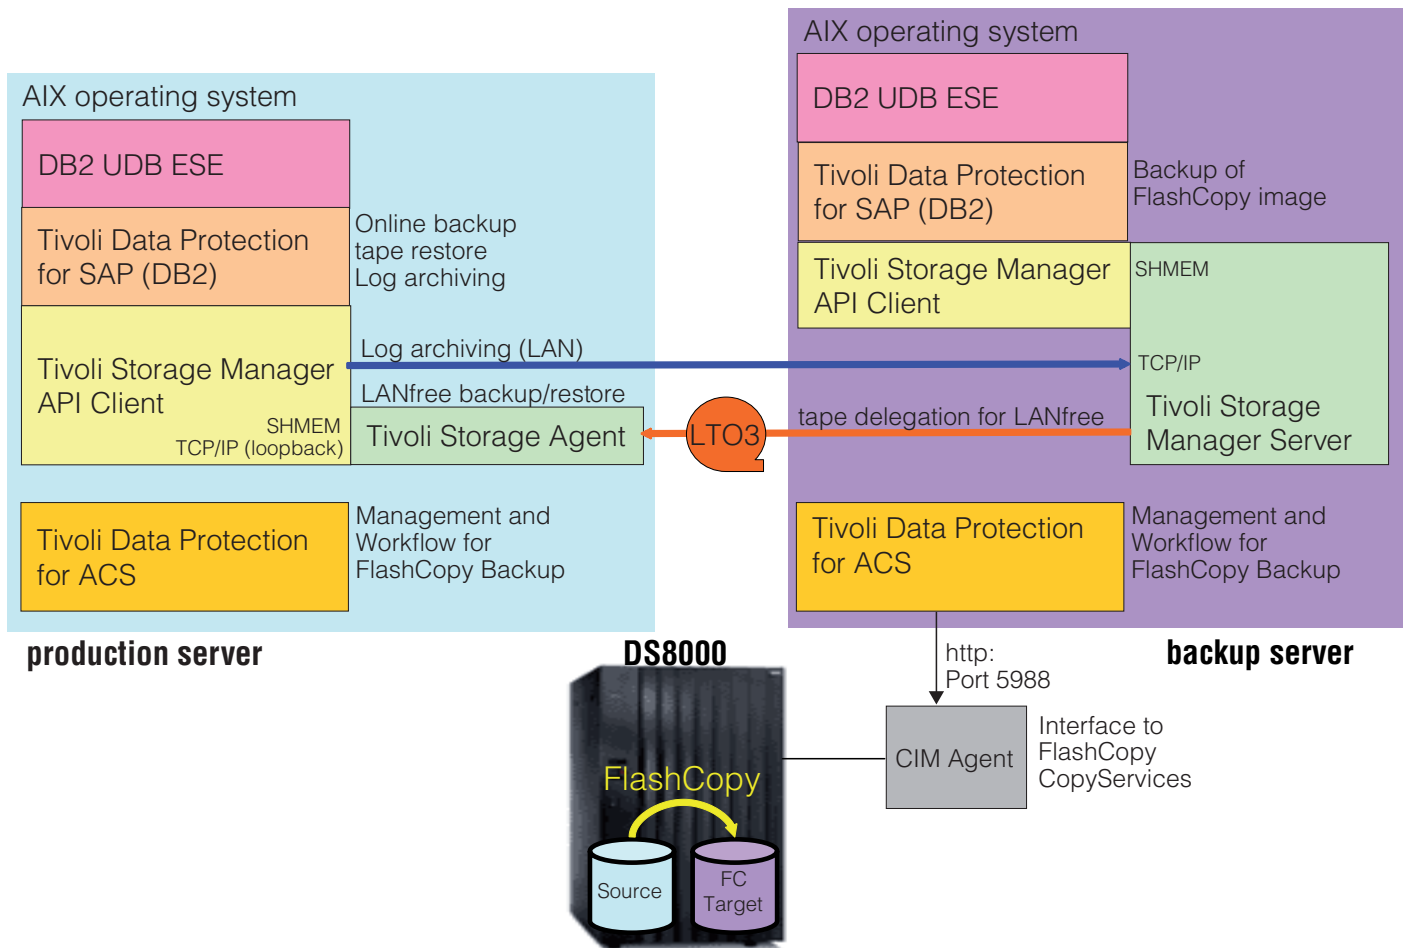 AIX operating system
DB2 UDB ESE
Tivoli Data Protection
for SAP (DB2)
Online backup
tape restore
Log archiving
Tivoli Storage Manager
API Client
SHMEM
TCP/IP (loopback)
Log archiving (LAN)
LANfree backup/restore
Tivoli Storage Agent
Tivoli Data Protection
for ACS
Management and
Workflow for
FlashCopy Backup
production server
LTO3
AIX operating system
DB2 UDB ESE
Tivoli Data Protection
for SAP (DB2)
Backup of
FlashCopy image
Tivoli Storage Manager
API Client
SHMEM
TCP/IP
tape delegation for LANfree
Tivoli Storage
Manager Server
Tivoli Data Protection
for ACS
Management and
Workflow for
FlashCopy Backup
backup server
DS8000
http:
Port 5988
CIM Agent
Interface to
FlashCopy
CopyServices
FlashCopy
Source
FC
Target